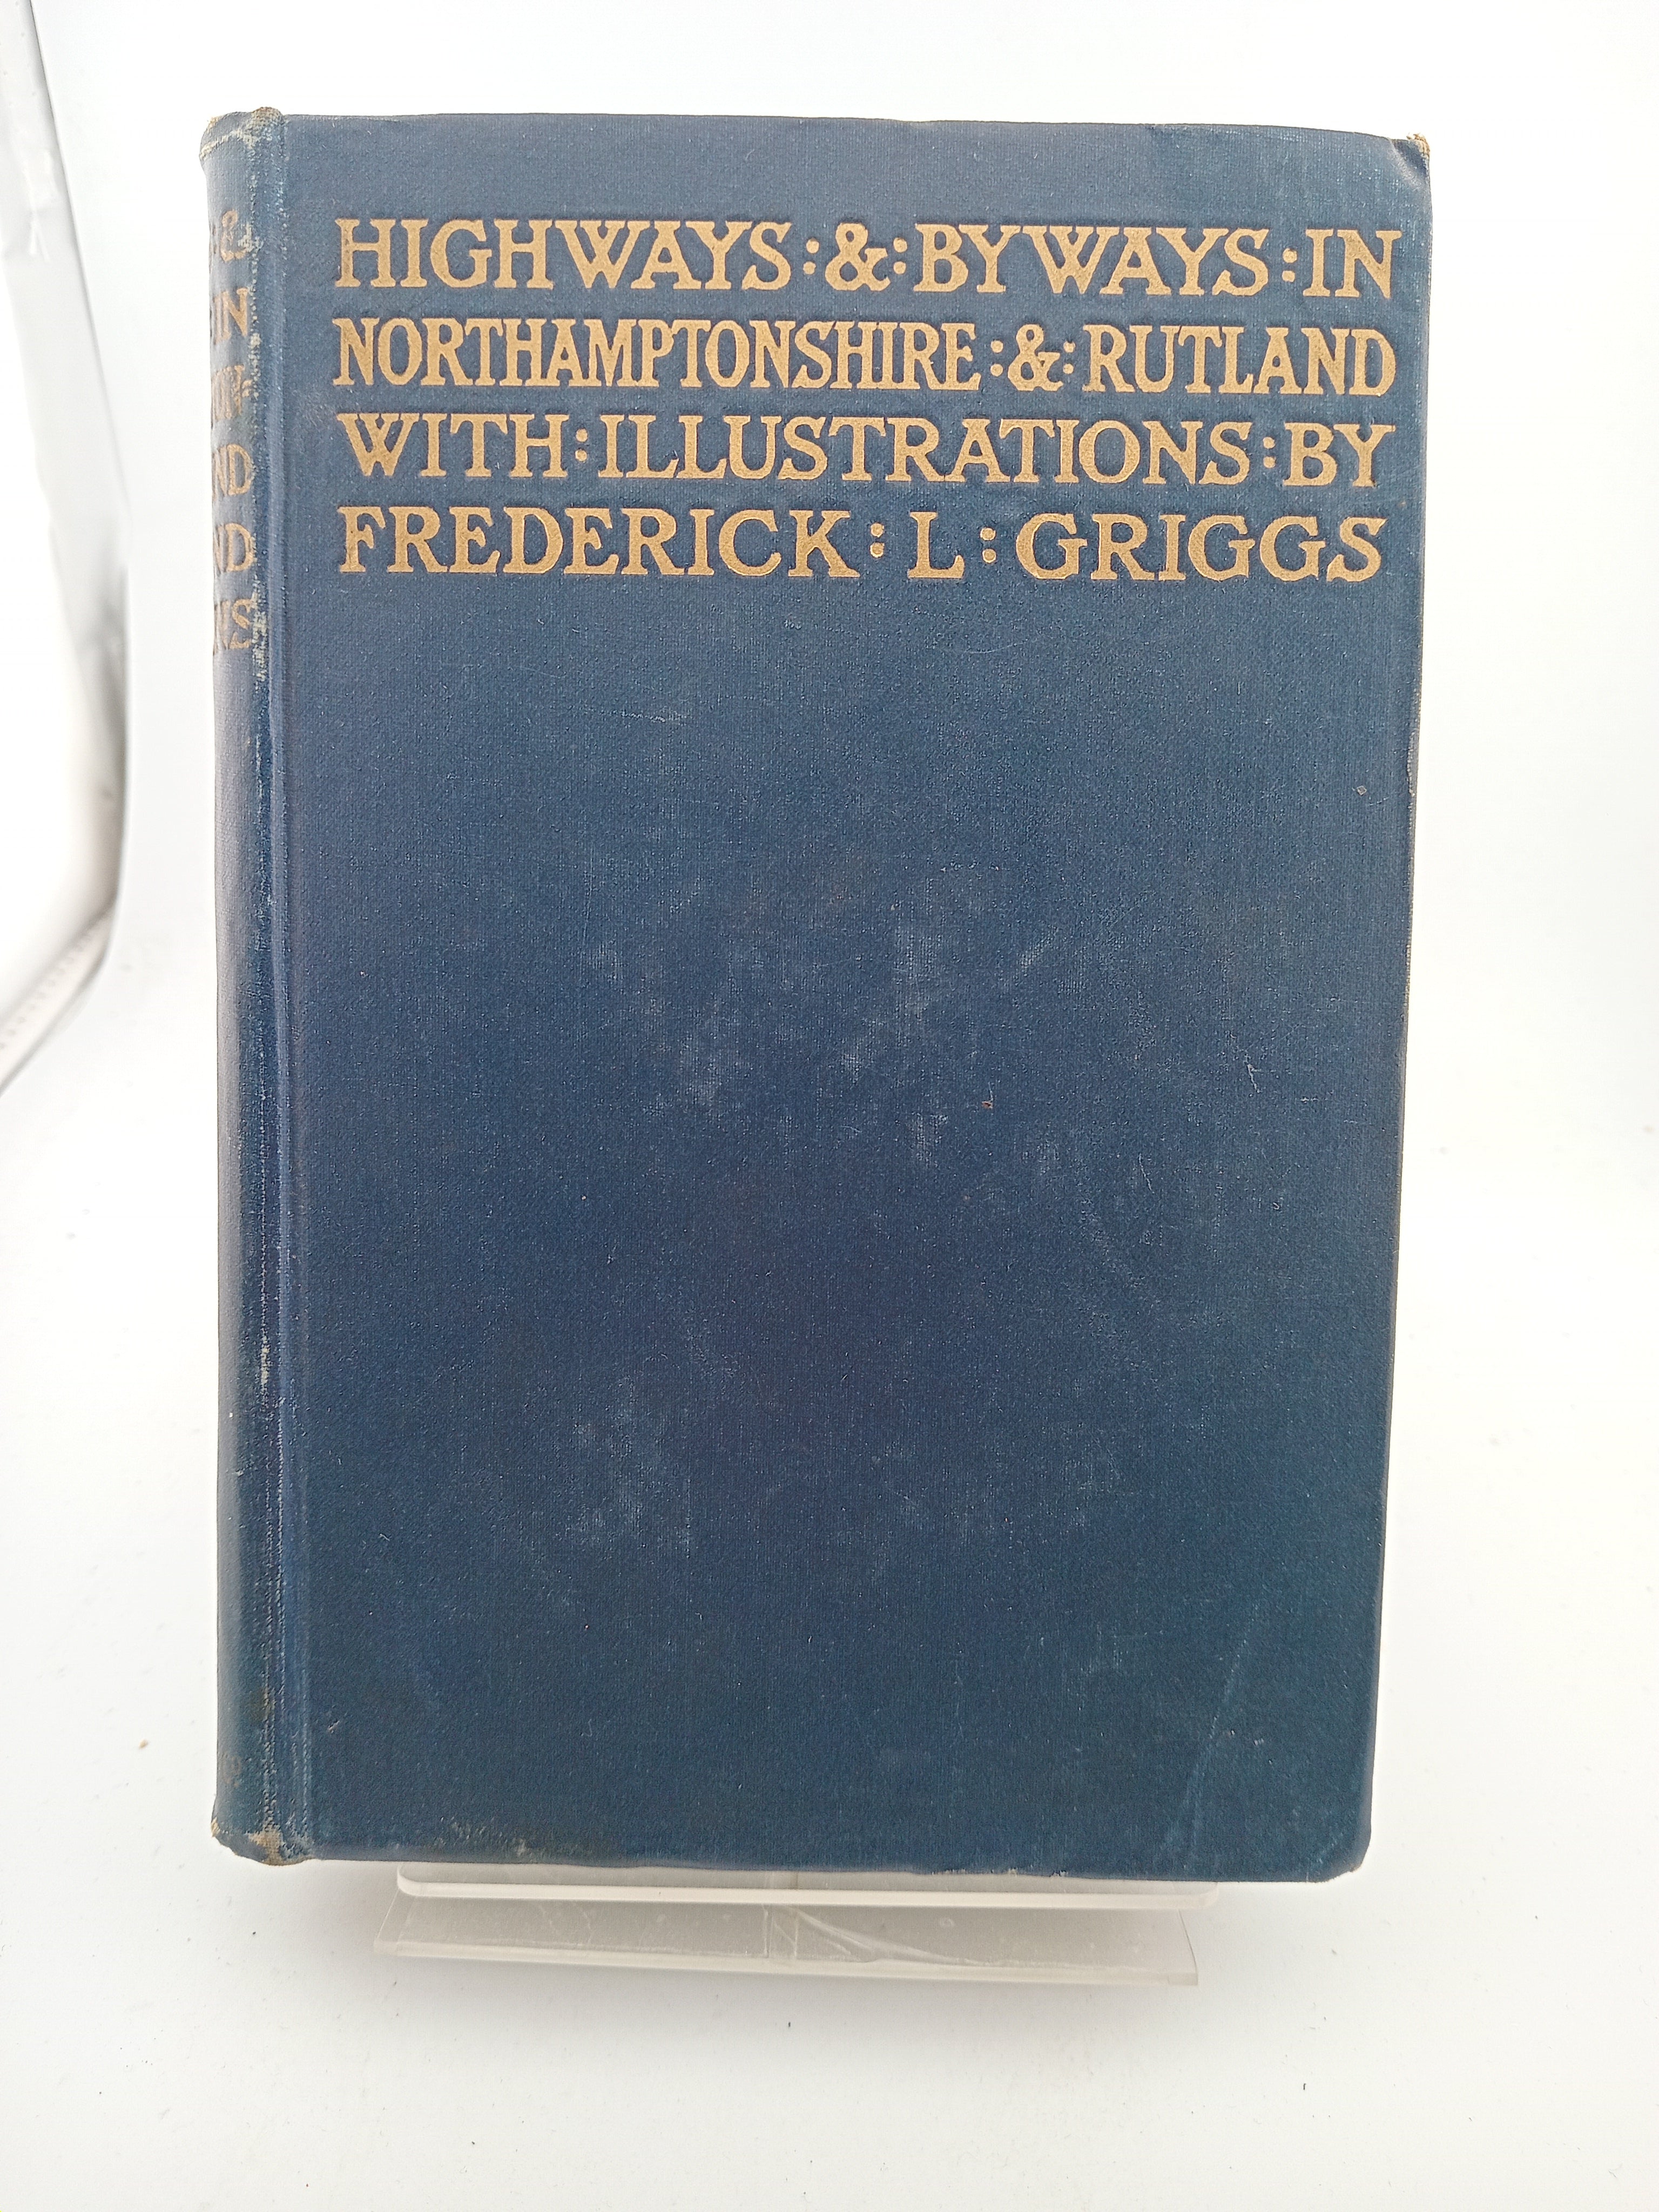 HIGHWAYS:&:BYWAYS:IN
NORTHAMPTONSHIRE:&:RUTLAND
WITH:ILLUSTRATIONS:BY
FREDERICK:L:GRIGGS